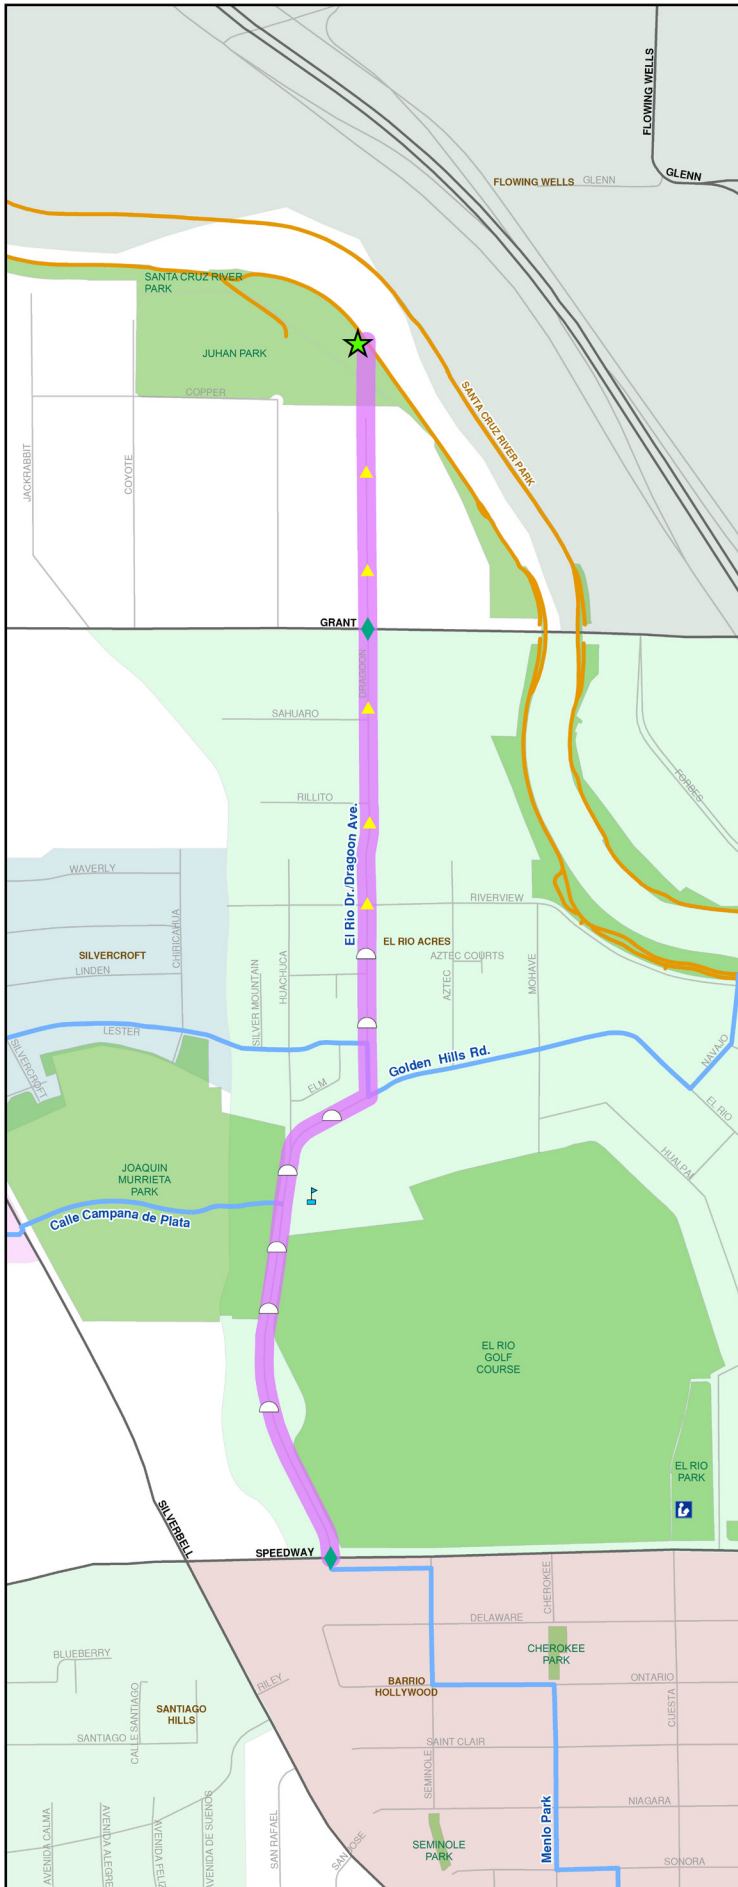 FLOWING WELLS
GLENN
FLOWING WELLS
GLENN
SANTA CRUZ RIVER
PARK
JUHAN PARK
COPPER
SANTA CRUZ RIVER PARK
JACKRABBIT
COYOTE
GRANT
DRAGOON
SAHUARO
FORBES
RILLITO
El Rio Dr./Dragoon Ave.
WAVERLY
CHIRICAHUA
RIVERVIEW
EL RIO ACRES
SILVERCROFT
AZTEC COURTS
LINDEN
SILVER MOUNTAIN
HUACHUCA
AZTEC
MOHAVE
LESTER
SILVERCROFT
Golden Hills Rd.
NAVAJO
ELM
EL RIO
HUALPAI
JOAQUIN
MURRIETA
PARK
Calle Campana de Plata
EL RIO
GOLF
COURSE
EL RIO
PARK
SILVERBELL
SPEEDWAY
CHEROKEE
DELAWARE
CHEROKEE
PARK
BLUEBERRY
RILEY
BARRIO
HOLLYWOOD
ONTARIO
CALLE SANTIAGO
SANTIAGO
HILLS
CUESTA
SANTIAGO
SAINT CLAIR
SEMINOLE
NIAGARA
AVENIDA CALMA
AVENIDA ALEGRE
AVENIDA FELIZ
AVENIDA DE SUENOS
SAN RAFAEL
SAN JOSE
SEMINOLE
PARK
Menlo Park
SONORA